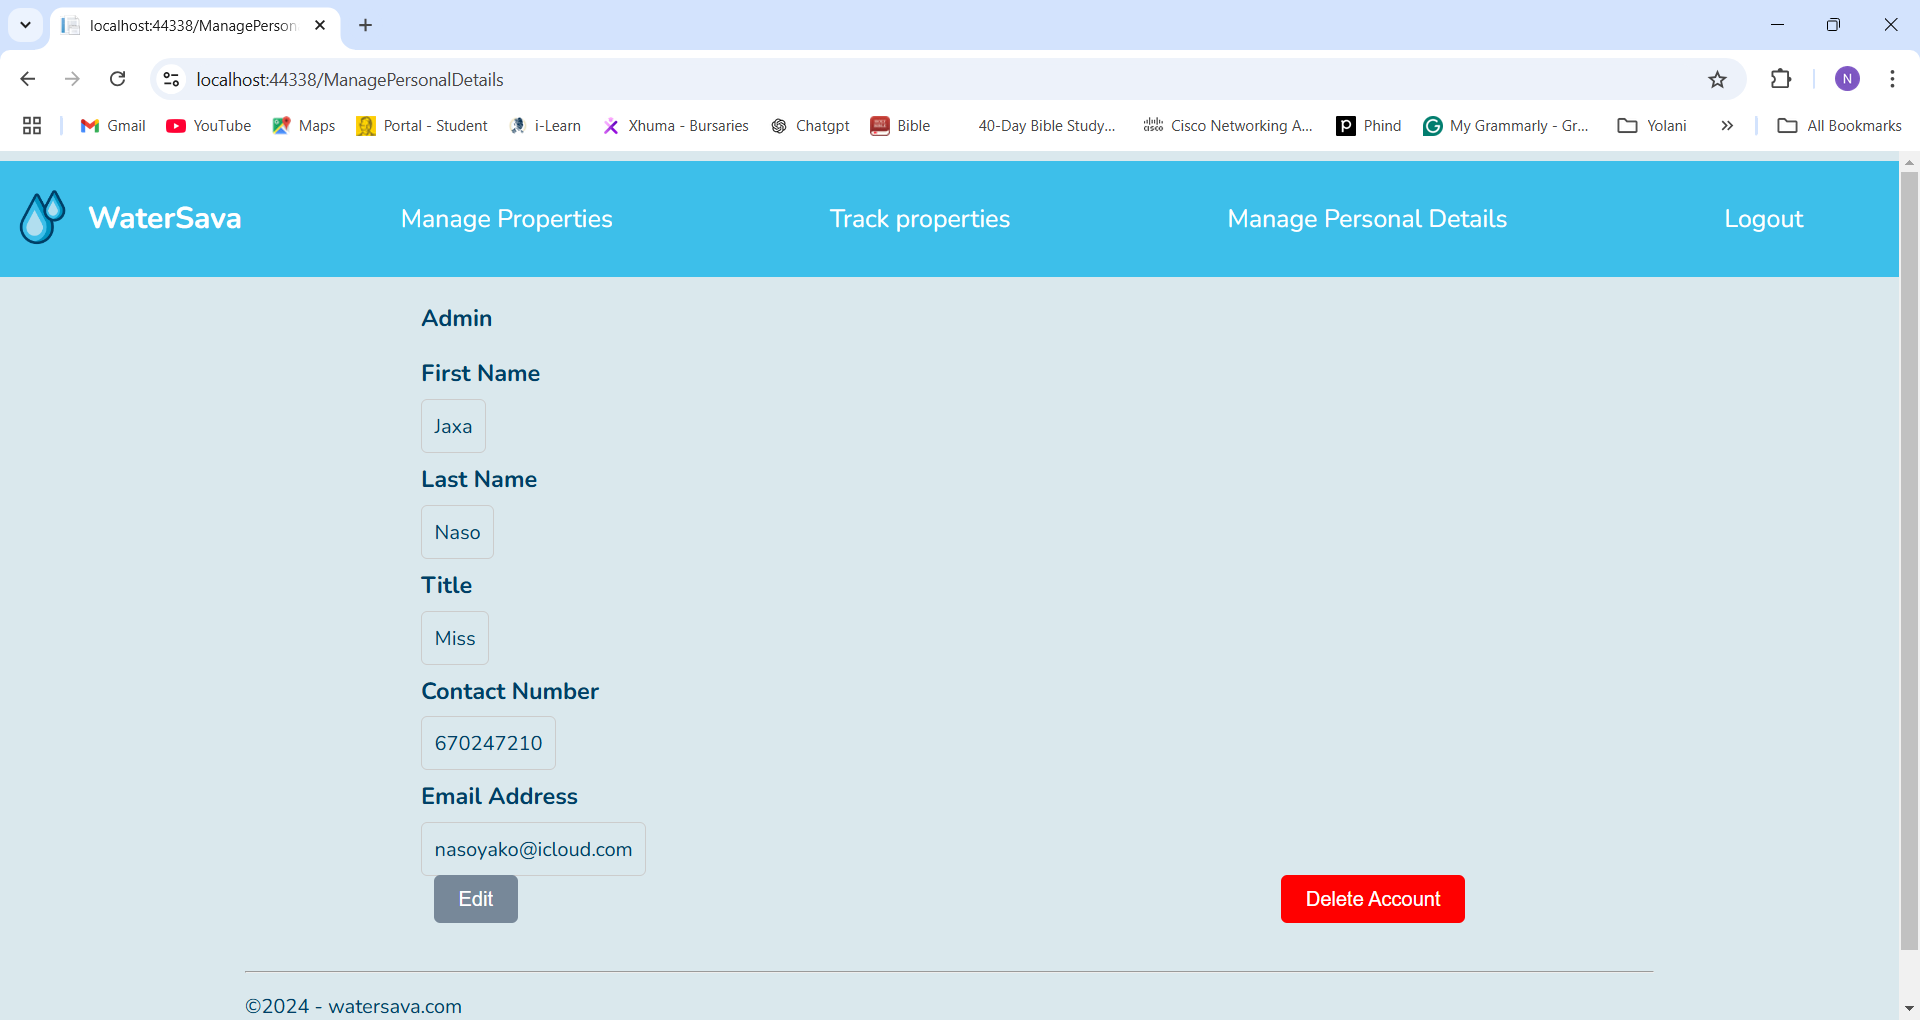 localhost:44338/ManagePerson
localhost:44338/ManagePersonalDetails
N
Gmail YouTube Maps Portal - Student i-Learn Xhuma - Bursaries Chatgpt Bible 40-Day Bible Study... Cisco Networking A... Phind My Grammarly - Gr... Yolani All Bookmarks
WaterSava Manage Properties Track properties Manage Personal Details Logout
Admin
First Name
Jaxa
Last Name
Naso
Title
Miss
Contact Number
670247210
Email Address
nasoyako@icloud.com
Edit Delete Account
©2024 - watersava.com